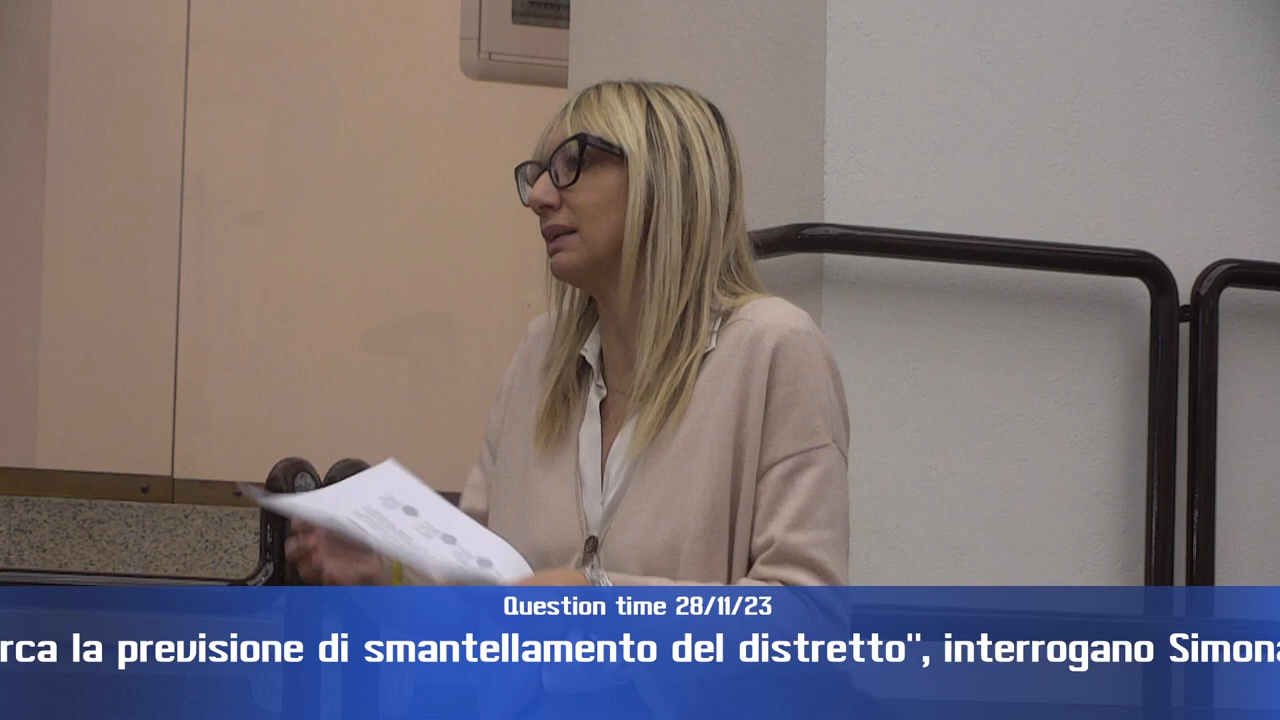 Question time 28/11/23
rca la previsione di smantellamento del distretto", interrogano Simona